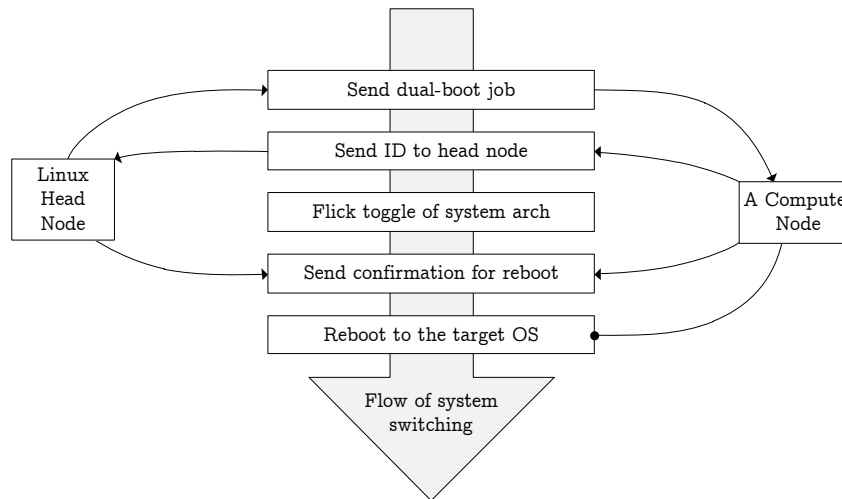 Send dual-boot job
Send ID to head node
Linux
Head
Node
Flick toggle of system arch
A Compute
Node
Send confirmation for reboot
Reboot to the target OS
Flow of system
switching